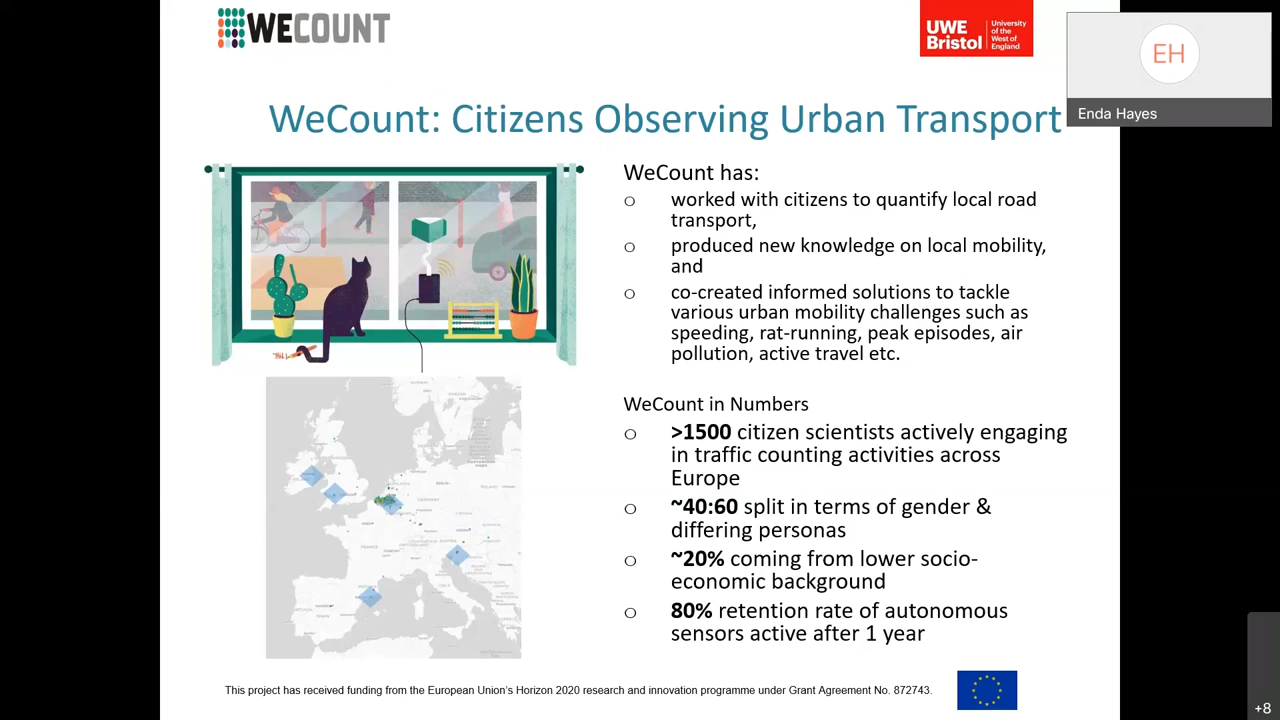 WECOUNT
UWE Bristol
University of the West of England
EH
Enda Hayes
WeCount: Citizens Observing Urban Transport
WeCount has:
o worked with citizens to quantify local road
transport,
o produced new knowledge on local mobility,
and
o co-created informed solutions to tackle
various urban mobility challenges such as
speeding, rat-running, peak episodes, air
pollution, active travel etc.
WeCount in Numbers
o >1500 citizen scientists actively engaging
in traffic counting activities across
Europe
o ~40:60 split in terms of gender &
differing personas
o ~20% coming from lower socio-
economic background
o 80% retention rate of autonomous
sensors active after 1 year
This project has received funding from the European Union's Horizon 2020 research and innovation programme under Grant Agreement No. 872743.
+8